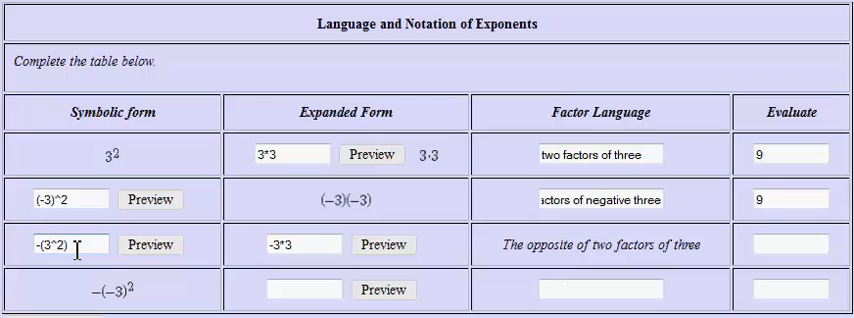 Language and Notation of Exponents
Complete the table below.
Symbolic form Expanded Form Factor Language Evaluate
3² 3*3 Preview 3·3 two factors of three 9
(-3)^2 Preview (−3)(−3) actors of negative three 9
-(3^2) Preview -3*3 Preview The opposite of two factors of three
−(−3)² Preview